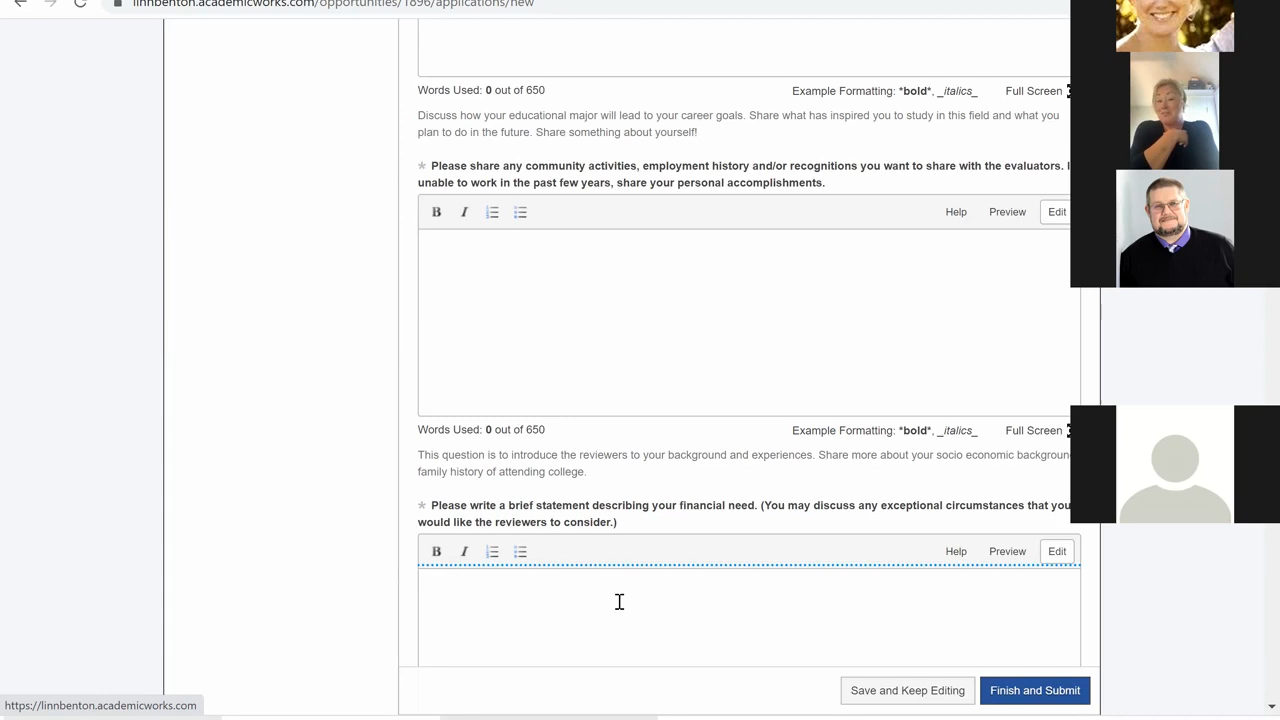 linnbenton.academicworks.com/opportunities/1896/applications/new
Words Used: 0 out of 650 Example Formatting: *bold*, _italics_ Full Screen
Discuss how your educational major will lead to your career goals. Share what has inspired you to study in this field and what you
plan to do in the future. Share something about yourself!
* Please share any community activities, employment history and/or recognitions you want to share with the evaluators.
unable to work in the past few years, share your personal accomplishments.
B I Help Preview Edit
Words Used: 0 out of 650 Example Formatting: *bold*, _italics_ Full Screen
This question is to introduce the reviewers to your background and experiences. Share more about your socio economic
family history of attending college.
* Please write a brief statement describing your financial need. (You may discuss any exceptional circumstances that you
would like the reviewers to consider.)
B I Help Preview Edit
Save and Keep Editing Finish and Submit
https://linnbenton.academicworks.com